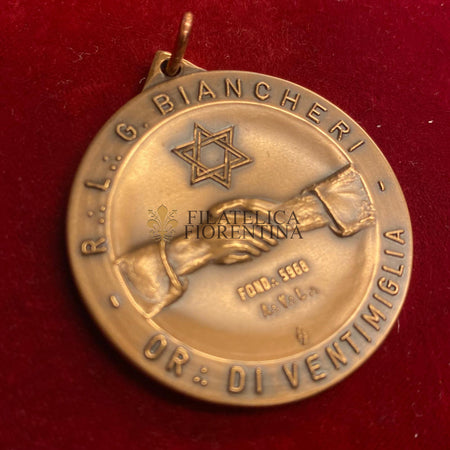 R.∴ L.∴ G. BIANCHERI
FILATELICA
FIORENTINA
FOND.∴ 5968
OR.∴ DI VENTIMIGLIA